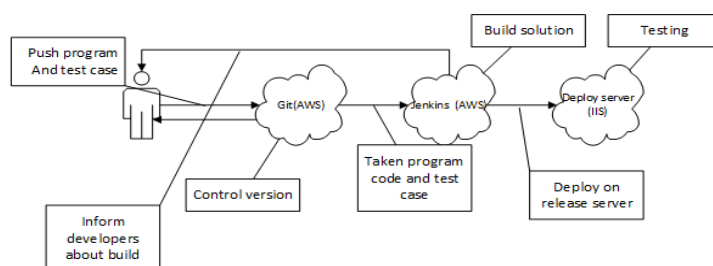 Push program
And test case
Build solution
Testing
Git(AWS)
Jenkins (AWS)
Deploy server
(IIS)
Control version
Taken program
code and test
case
Deploy on
release server
Inform
developers
about build